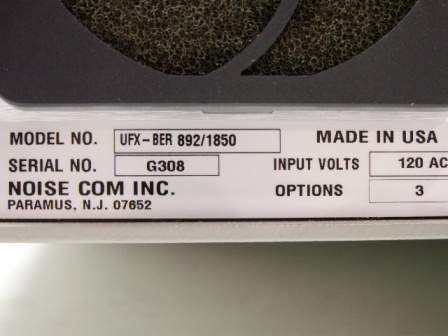 MODEL NO. UFX-BER 892/1850 MADE IN USA
SERIAL NO. G308 INPUT VOLTS 120 AC
NOISE COM INC. OPTIONS 3
PARAMUS, N.J. 07652